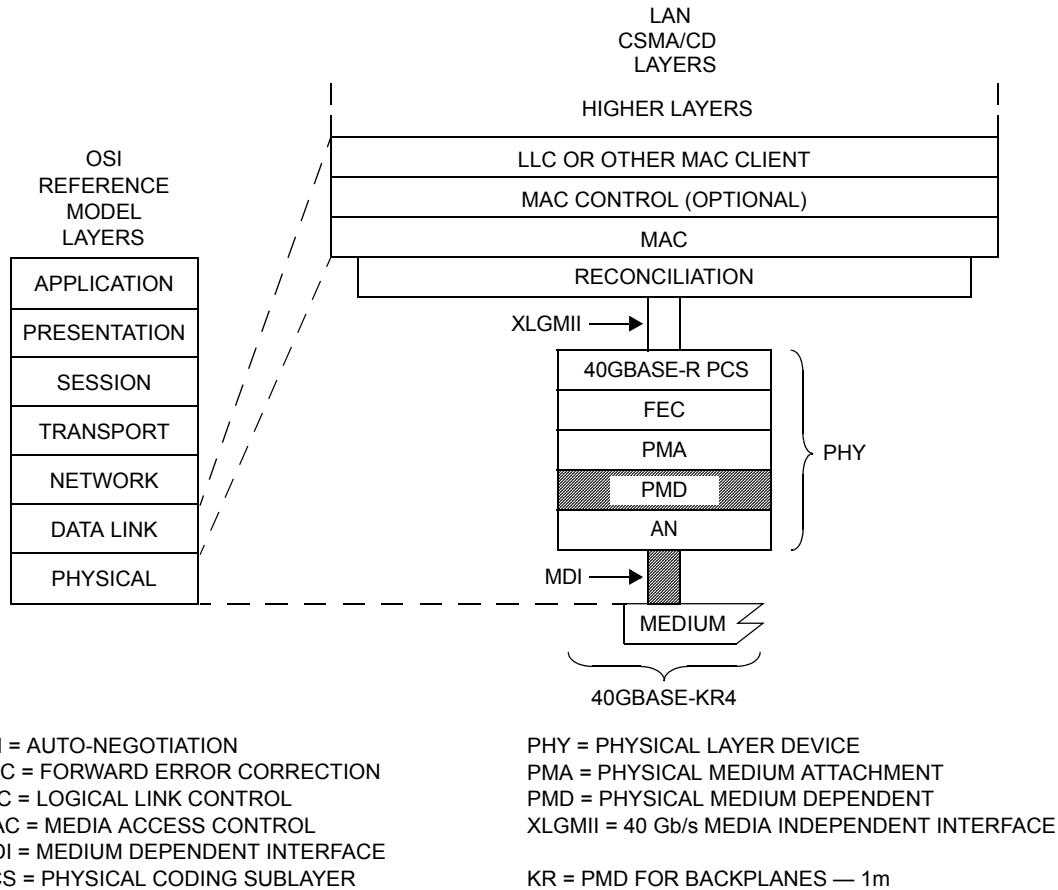 LAN
CSMA/CD
LAYERS
HIGHER LAYERS
LLC OR OTHER MAC CLIENT
MAC CONTROL (OPTIONAL)
MAC
RECONCILIATION
OSI
REFERENCE
MODEL
LAYERS
APPLICATION
PRESENTATION
SESSION
TRANSPORT
NETWORK
DATA LINK
PHYSICAL
XLGMII
40GBASE-R PCS
FEC
PMA
PMD
AN
PHY
MDI
MEDIUM
40GBASE-KR4
= AUTO-NEGOTIATION
C = FORWARD ERROR CORRECTION
C = LOGICAL LINK CONTROL
AC = MEDIA ACCESS CONTROL
DI = MEDIUM DEPENDENT INTERFACE
CS = PHYSICAL CODING SUBLAYER
PHY = PHYSICAL LAYER DEVICE
PMA = PHYSICAL MEDIUM ATTACHMENT
PMD = PHYSICAL MEDIUM DEPENDENT
XLGMII = 40 Gb/s MEDIA INDEPENDENT INTERFACE
KR = PMD FOR BACKPLANES — 1m